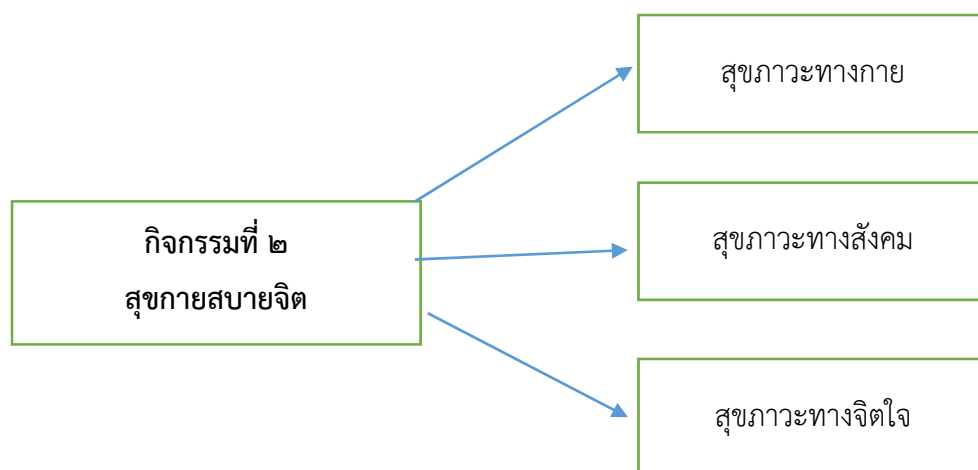 กิจกรรมที่ ๒
สุขกายสบายจิต
สุขภาวะทางกาย
สุขภาวะทางสังคม
สุขภาวะทางจิตใจ